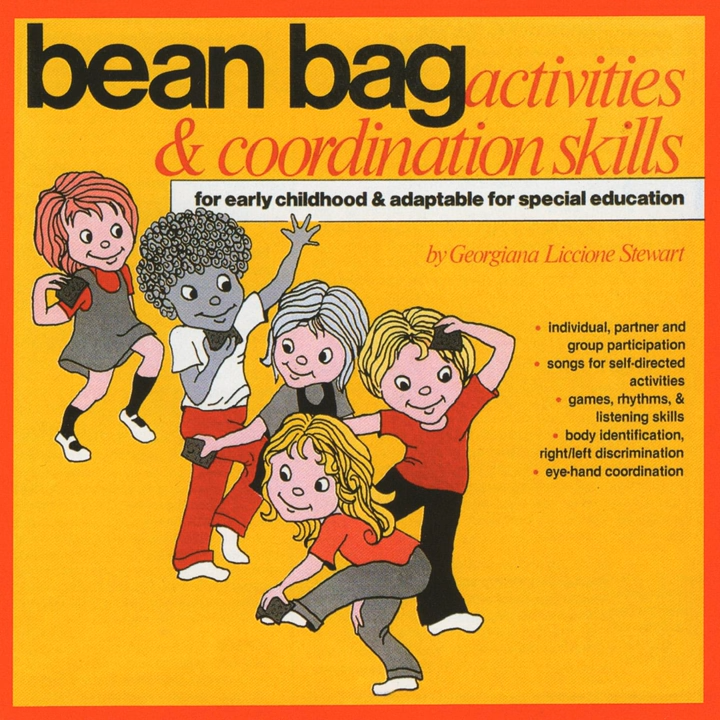 bean bag activities
& coordination skills
for early childhood & adaptable for special education
by Georgiana Liccione Stewart
• individual, partner and
group participation
• songs for self-directed
activities
• games, rhythms, &
listening skills
• body identification,
right/left discrimination
• eye-hand coordination